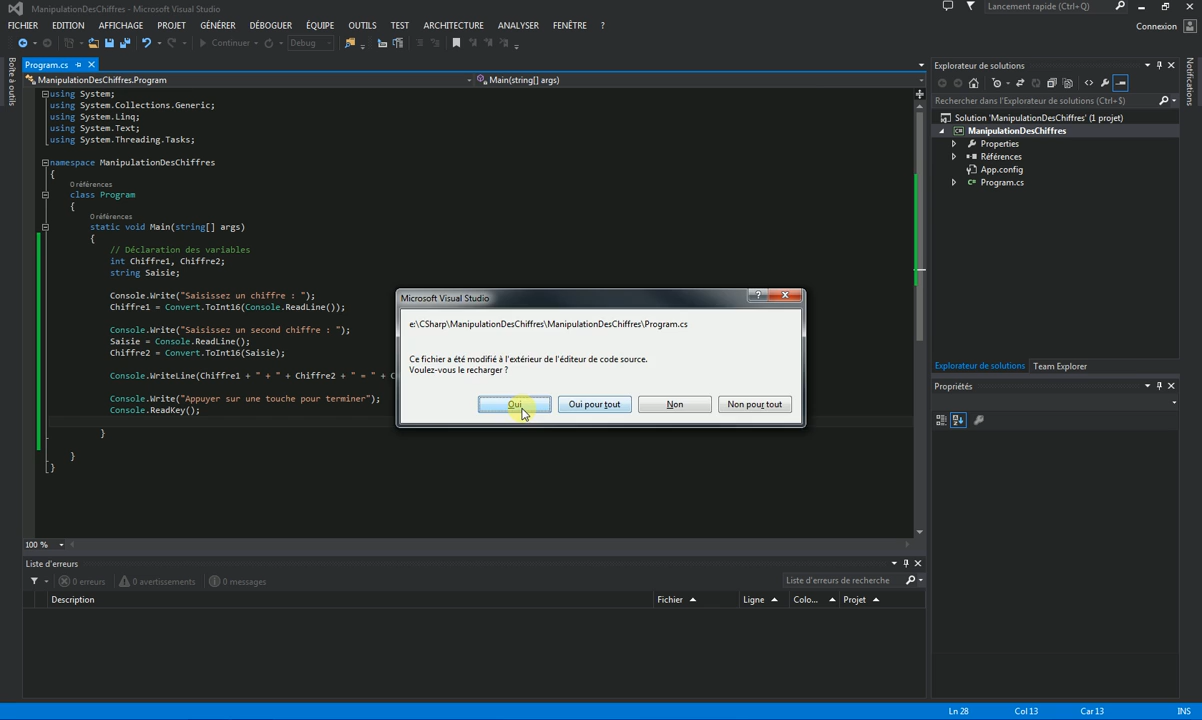 ManipulationDesChiffres - Microsoft Visual Studio
Lancement rapide (Ctrl+Q)
FICHIER EDITION AFFICHAGE PROJET GÉNÉRER DÉBOGUER ÉQUIPE OUTILS TEST ARCHITECTURE ANALYSER FENÊTRE ?
Connexion
Continuer Debug
Boîte à outils
Program.cs
ManipulationDesChiffres.Program
Main(string[] args)
using System;
using System.Collections.Generic;
using System.Linq;
using System.Text;
using System.Threading.Tasks;
namespace ManipulationDesChiffres
{
0 références
class Program
{
0 références
static void Main(string[] args)
{
// Déclaration des variables
int Chiffre1, Chiffre2;
string Saisie;
Console.Write("Saisissez un chiffre : ");
Chiffre1 = Convert.ToInt16(Console.ReadLine());
Console.Write("Saisissez un second chiffre : ");
Saisie = Console.ReadLine();
Chiffre2 = Convert.ToInt16(Saisie);
Console.WriteLine(Chiffre1 + " + " + Chiffre2 + " = " + C
Console.Write("Appuyer sur une touche pour terminer");
Console.ReadKey();
}
}
}
100 %
Microsoft Visual Studio
e:\CSharp\ManipulationDesChiffres\ManipulationDesChiffres\Program.cs
Ce fichier a été modifié à l'extérieur de l'éditeur de code source.
Voulez-vous le recharger ?
Oui Oui pour tout Non Non pour tout
Explorateur de solutions
Rechercher dans l'Explorateur de solutions (Ctrl+$)
Solution 'ManipulationDesChiffres' (1 projet)
ManipulationDesChiffres
Properties
Références
App.config
Program.cs
Explorateur de solutions Team Explorer
Propriétés
Notifications
Liste d'erreurs
0 erreurs 0 avertissements 0 messages
Liste d'erreurs de recherche
Description Fichier Ligne Colo... Projet
Ln 28 Col 13 Car 13 INS